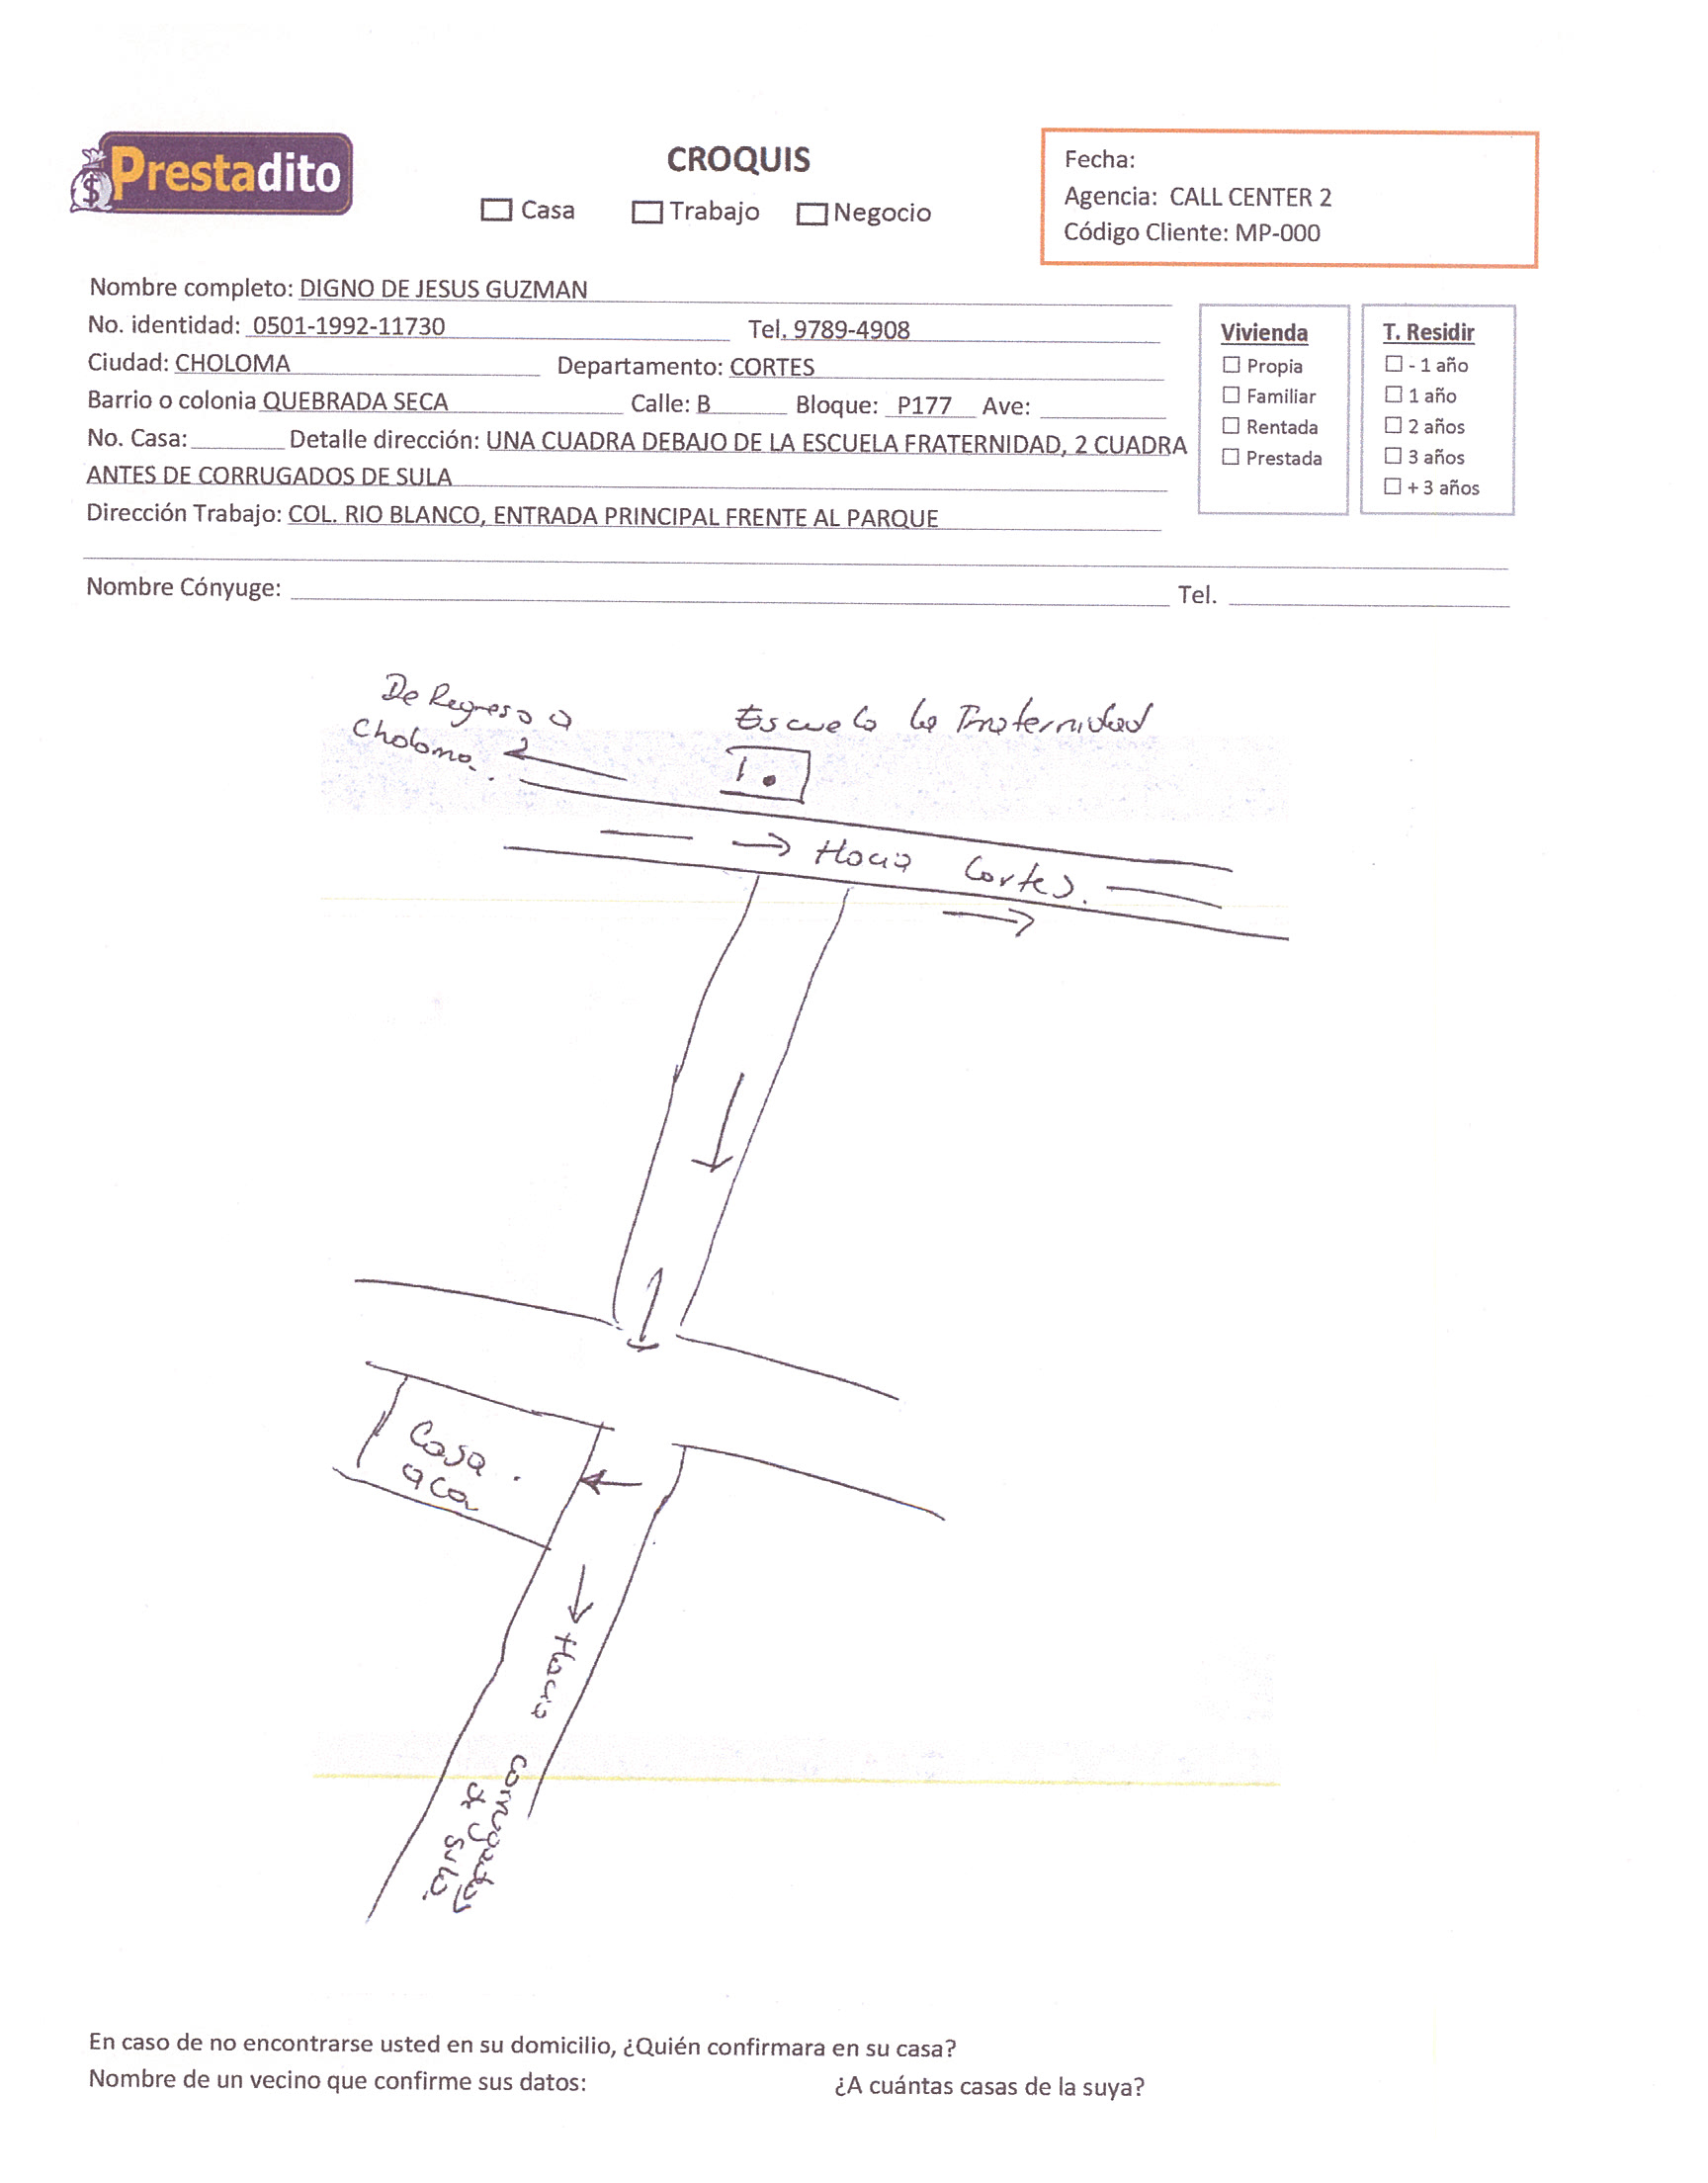 Prestadito
CROQUIS
☐ Casa ☐ Trabajo ☐ Negocio
Fecha:
Agencia: CALL CENTER 2
Código Cliente: MP-000
Nombre completo: DIGNO DE JESUS GUZMAN
No. identidad: 0501-1992-11730 Tel. 9789-4908
Ciudad: CHOLOMA Departamento: CORTES
Barrio o colonia QUEBRADA SECA Calle: B Bloque: P177 Ave:
No. Casa: Detalle dirección: UNA CUADRA DEBAJO DE LA ESCUELA FRATERNIDAD, 2 CUADRA
ANTES DE CORRUGADOS DE SULA
Dirección Trabajo: COL. RIO BLANCO, ENTRADA PRINCIPAL FRENTE AL PARQUE
Nombre Cónyuge: Tel.
Vivienda
☐ Propia
☐ Familiar
☐ Rentada
☐ Prestada
T. Residir
☐ - 1 año
☐ 1 año
☐ 2 años
☐ 3 años
☐ + 3 años
De Regreso a
Choloma.
Escuela la Fraternidad
Hacia Cortes.
Casa.
aca
Hacia corrugados
de Sula.
En caso de no encontrarse usted en su domicilio, ¿Quién confirmara en su casa?
Nombre de un vecino que confirme sus datos: ¿A cuántas casas de la suya?